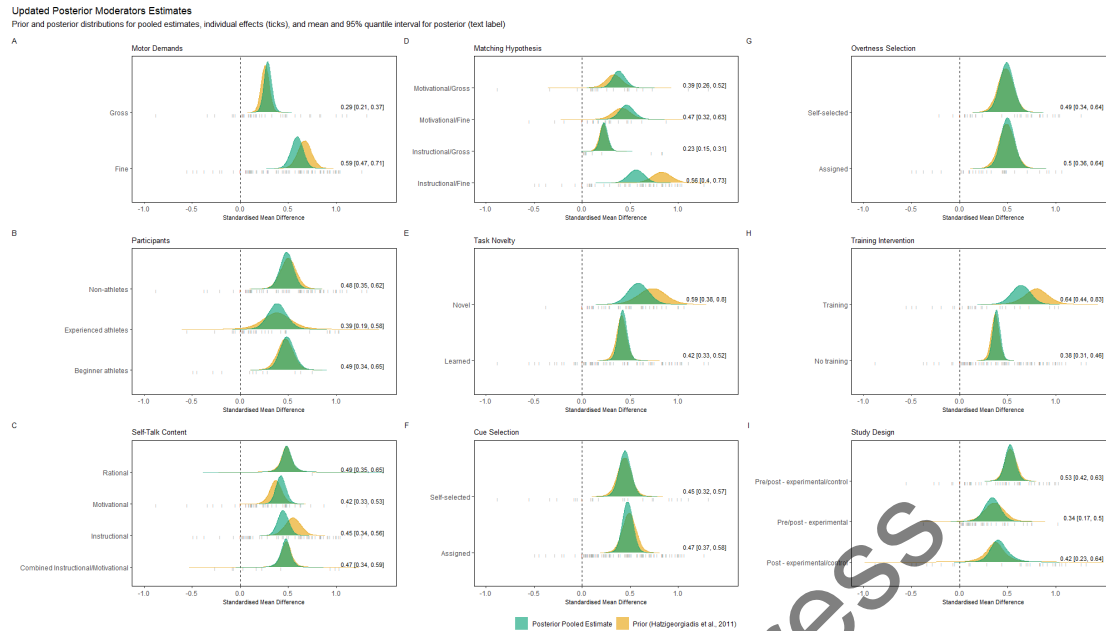 Updated Posterior Moderators Estimates
Prior and posterior distributions for pooled estimates, individual effects (ticks), and mean and 95% quantile interval for posterior (text label)
A
Motor Demands
Gross
0.29 [0.21, 0.37]
Fine
0.59 [0.47, 0.71]
-1.0 -0.5 0.0 0.5 1.0
Standardised Mean Difference
D
Matching Hypothesis
Motivational/Gross
0.39 [0.26, 0.52]
Motivational/Fine
0.47 [0.32, 0.63]
Instructional/Gross
0.23 [0.15, 0.31]
Instructional/Fine
0.56 [0.4, 0.73]
-1.0 -0.5 0.0 0.5 1.0
Standardised Mean Difference
G
Overtness Selection
Self-selected
0.49 [0.34, 0.64]
Assigned
0.5 [0.36, 0.64]
-1.0 -0.5 0.0 0.5 1.0
Standardised Mean Difference
B
Participants
Non-athletes
0.48 [0.35, 0.62]
Experienced athletes
0.39 [0.19, 0.58]
Beginner athletes
0.49 [0.34, 0.65]
-1.0 -0.5 0.0 0.5 1.0
Standardised Mean Difference
E
Task Novelty
Novel
0.59 [0.38, 0.8]
Learned
0.42 [0.33, 0.52]
-1.0 -0.5 0.0 0.5 1.0
Standardised Mean Difference
H
Training Intervention
Training
0.64 [0.44, 0.83]
No training
0.38 [0.31, 0.46]
-1.0 -0.5 0.0 0.5 1.0
Standardised Mean Difference
C
Self-Talk Content
Rational
0.49 [0.35, 0.65]
Motivational
0.42 [0.33, 0.53]
Instructional
0.45 [0.34, 0.56]
Combined Instructional/Motivational
0.47 [0.34, 0.59]
-1.0 -0.5 0.0 0.5 1.0
Standardised Mean Difference
F
Cue Selection
Self-selected
0.45 [0.32, 0.57]
Assigned
0.47 [0.37, 0.58]
-1.0 -0.5 0.0 0.5 1.0
Standardised Mean Difference
I
Study Design
Pre/post - experimental/control
0.53 [0.42, 0.63]
Pre/post - experimental
0.34 [0.17, 0.5]
Post - experimental/control
0.42 [0.23, 0.64]
-1.0 -0.5 0.0 0.5 1.0
Standardised Mean Difference
Posterior Pooled Estimate Prior (Hatzigeorgiadis et al., 2011)
ess